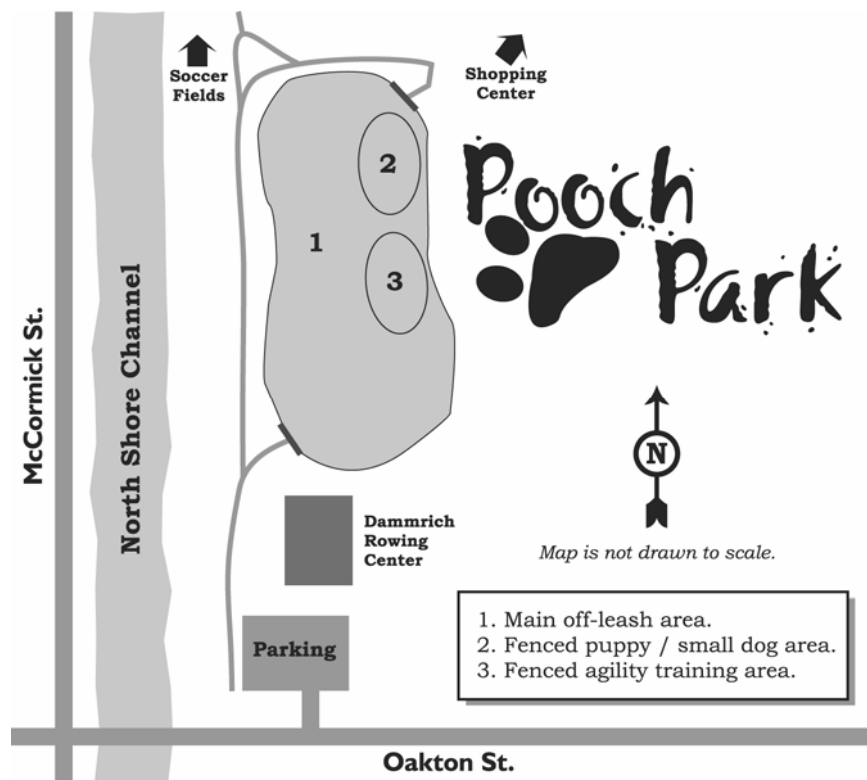 Soccer
Fields
Shopping
Center
Pooch
Park
2
1
3
McCormick St.
North Shore Channel
N
Dammrich
Rowing
Center
Map is not drawn to scale.
Parking
1. Main off-leash area.
2. Fenced puppy / small dog area.
3. Fenced agility training area.
Oakton St.